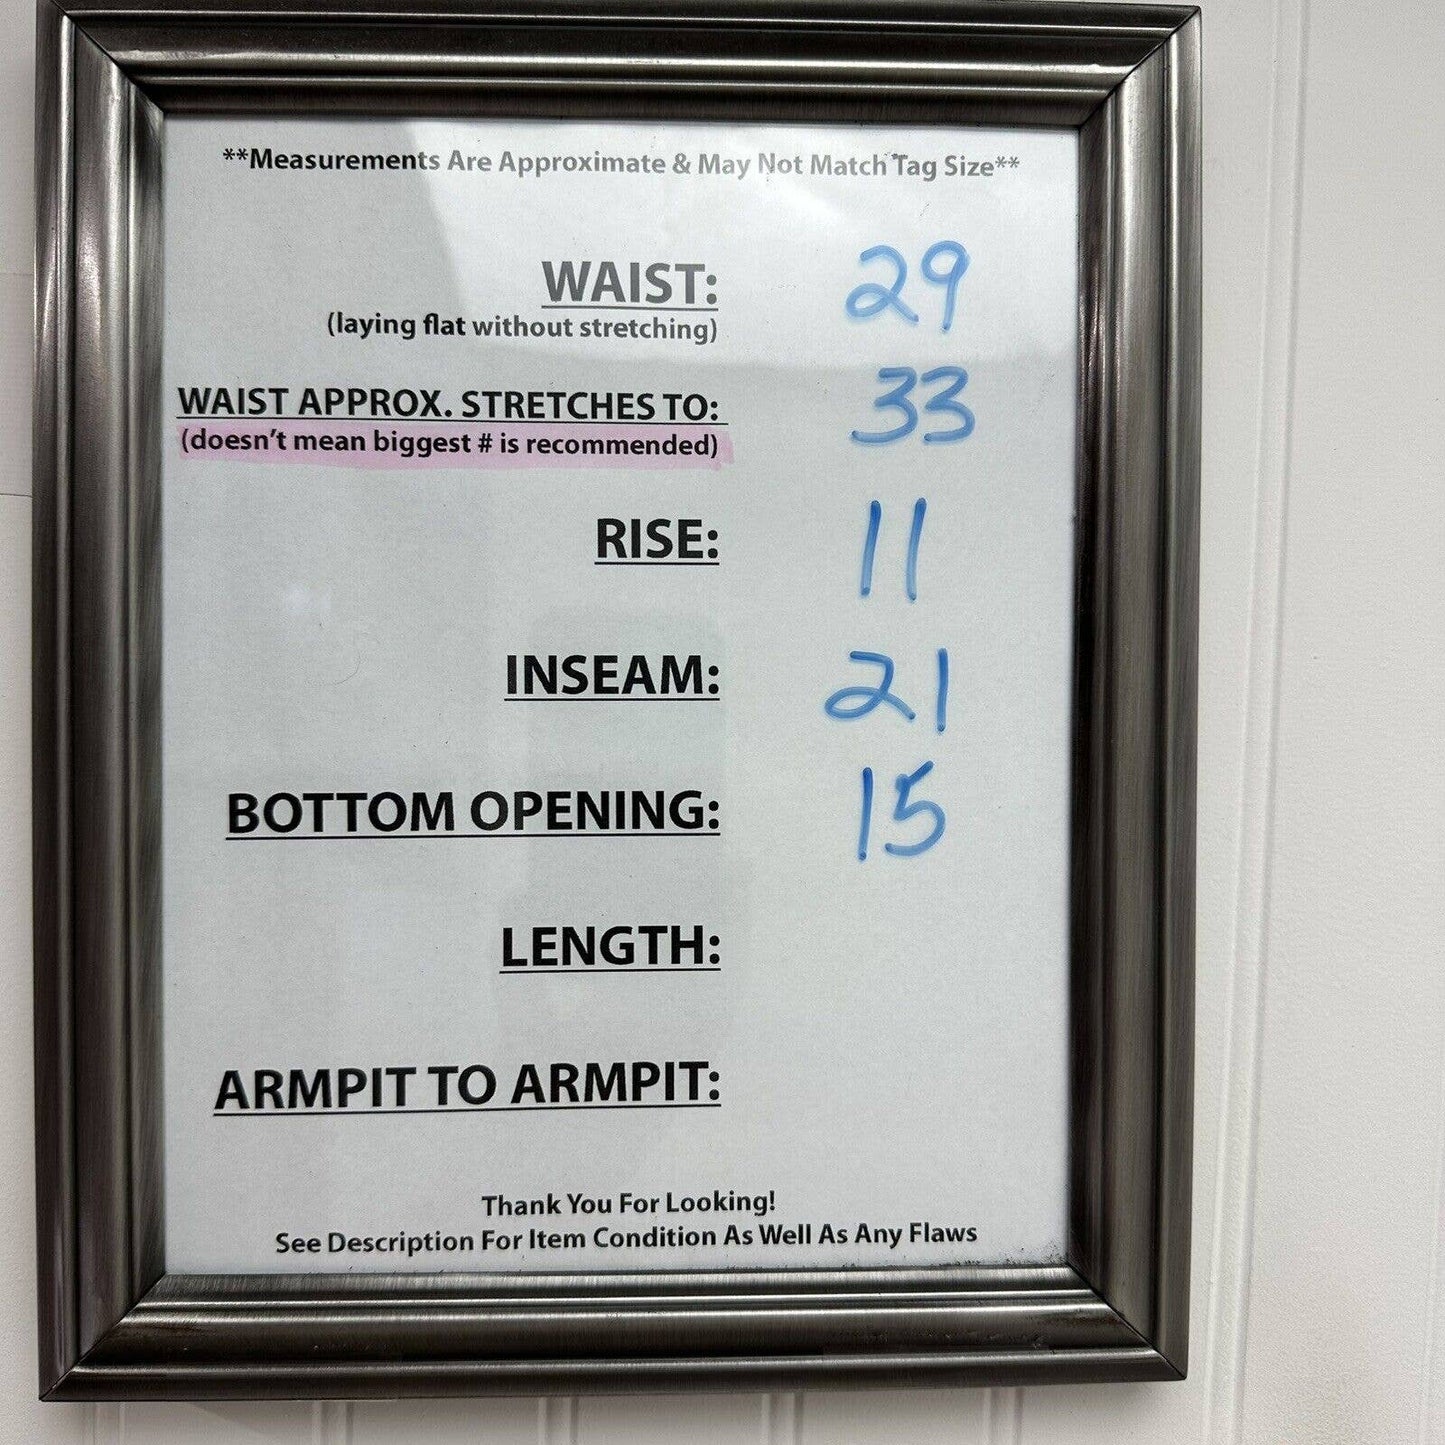 **Measurements Are Approximate & May Not Match Tag Size**
WAIST: 29
(laying flat without stretching)
WAIST APPROX. STRETCHES TO: 33
(doesn't mean biggest # is recommended)
RISE: 11
INSEAM: 21
BOTTOM OPENING: 15
LENGTH:
ARMPIT TO ARMPIT:
Thank You For Looking!
See Description For Item Condition As Well As Any Flaws